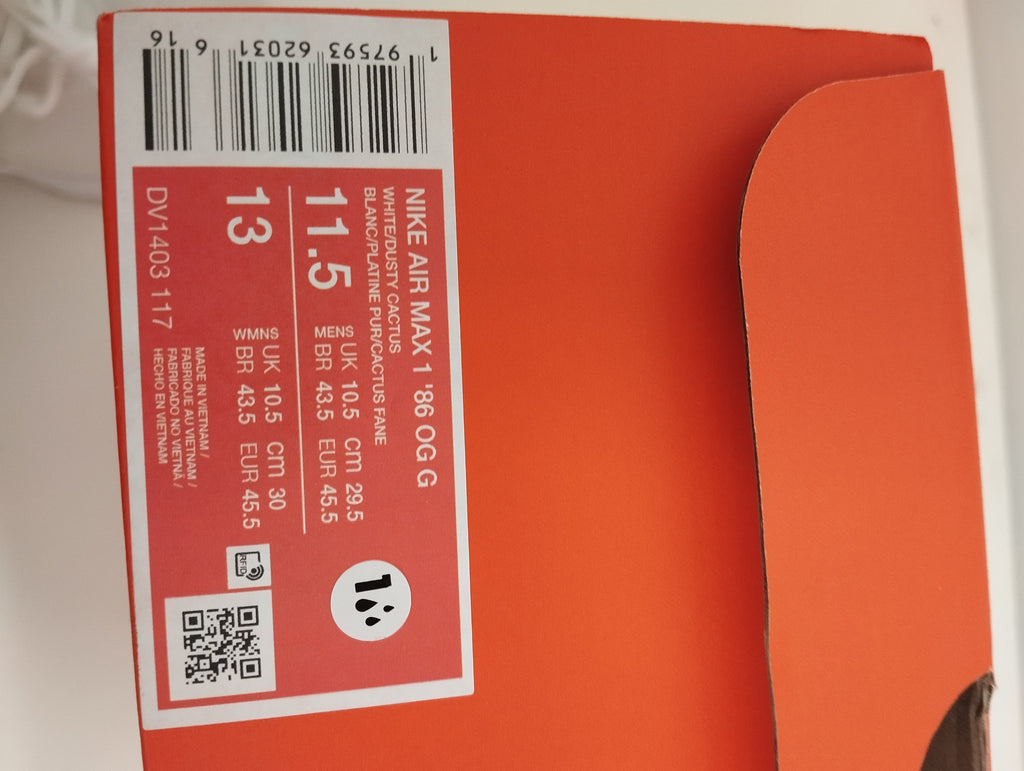 1 97593 62031 6 16
NIKE AIR MAX 1 '86 OG G
WHITE/DUSTY CACTUS
BLANC/PLATINE PUR/CACTUS FANE
11.5 MENS UK 10.5 cm 29.5
BR 43.5 EUR 45.5
13 WMNS UK 10.5 cm 30
BR 43.5 EUR 45.5
DV1403 117
MADE IN VIETNAM /
FABRIQUE AU VIETNAM /
FABRICADO NO VIETNÃ /
HECHO EN VIETNAM
RFID
1